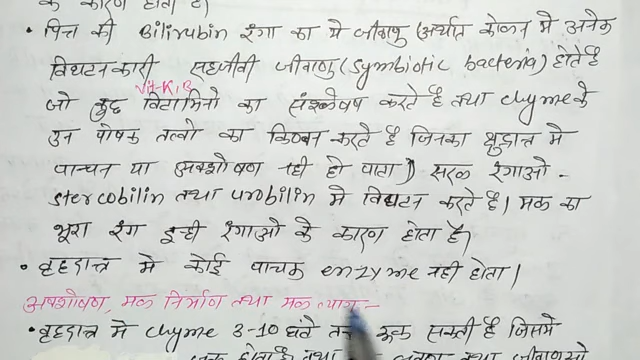 के कारण होता है।
• पित्त की Bilirubin रंगा का ये जीवाणु (अर्थात कोलन मे अनेक
विघटनकारी सहजीवी जीवाणु (symbiotic bacteria) होते है
Vit-K,B
जो कुछ विटामिनो का संश्लेषण करते है तथा chyme के
उन पोषक तत्वो का किण्वन करते है जिनका क्षुद्रान्त्र मे
पाचन या अवशोषण नही हो पाता) सरल रंगाओ -
stercobilin तथा urobilin मे विघटन करते है। मल का
भूरा रंग इन्ही रंगाओ के कारण होता है।
• वृहदान्त्र मे कोई पाचक enzyme नही होता।
अवशोषण, मल निर्माण तथा मल त्याग -
• वृहदान्त्र मे chyme 3-10 घंटे तक रूक सकती है जिसमे
होता है तथा जीवाणुओ